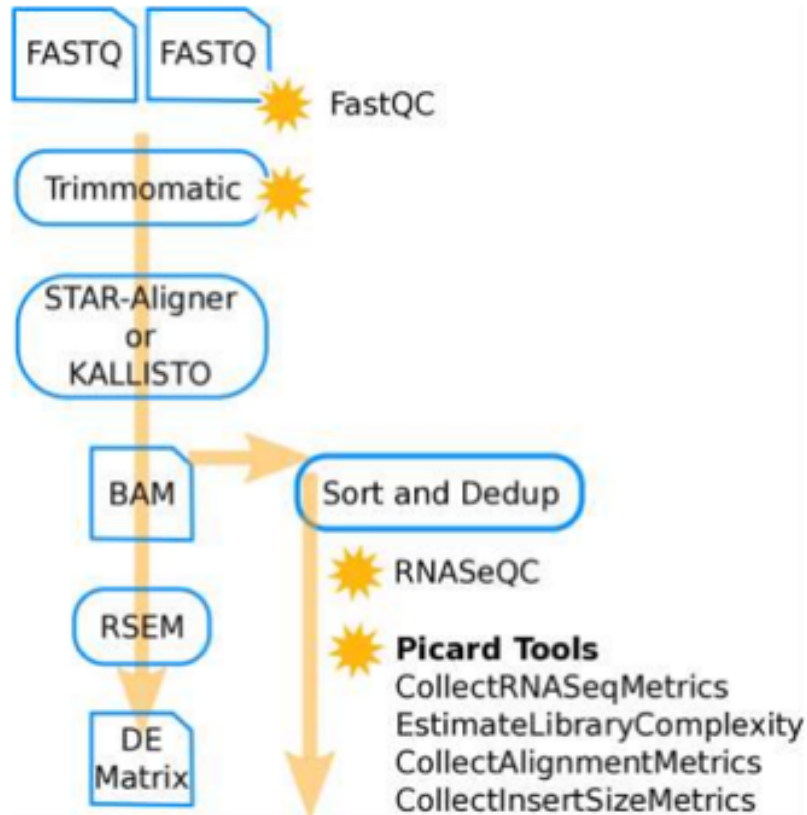 FASTQ FASTQ
FastQC
Trimmomatic
STAR-Aligner
or
KALLISTO
BAM
Sort and Dedup
RNASeQC
RSEM
Picard Tools
CollectRNASeqMetrics
EstimateLibraryComplexity
CollectAlignmentMetrics
CollectInsertSizeMetrics
DE
Matrix